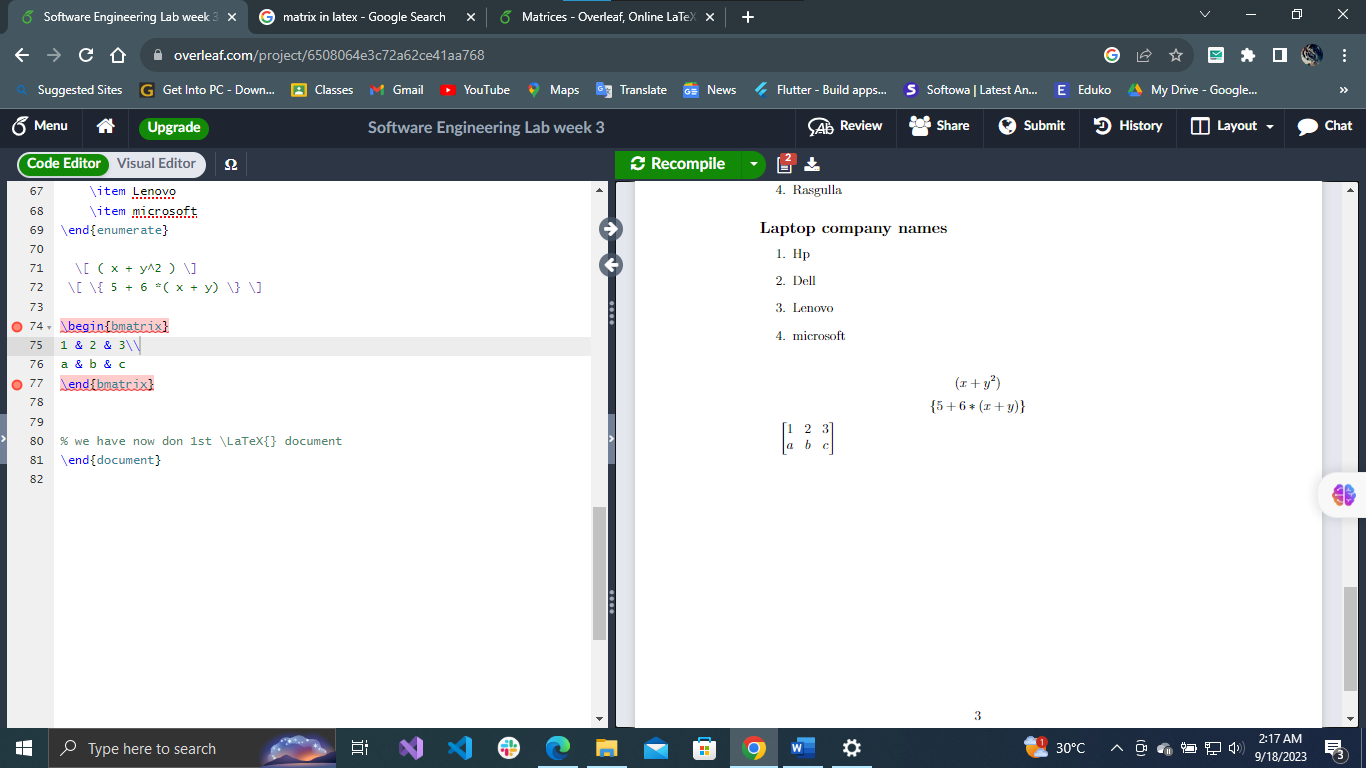 Software Engineering Lab week 3
matrix in latex - Google Search
Matrices - Overleaf, Online LaTeX
overleaf.com/project/6508064e3c72a62ce41aa768
Suggested Sites
Get Into PC - Down...
Classes
Gmail
YouTube
Maps
Translate
News
Flutter - Build apps...
Softowa | Latest An...
Eduko
My Drive - Google...
Menu
Upgrade
Software Engineering Lab week 3
Review
Share
Submit
History
Layout
Chat
Code Editor
Visual Editor
Ω
Recompile
2
67 \item Lenovo
68 \item microsoft
69 \end{enumerate}
70
71 \[ ( x + y^2 ) \]
72 \[ \{ 5 + 6 *( x + y) \} \]
73
74 \begin{bmatrix}
75 1 & 2 & 3\\
76 a & b & c
77 \end{bmatrix}
78
79
80 % we have now don 1st \LaTeX{} document
81 \end{document}
82
4. Rasgulla
Laptop company names
1. Hp
2. Dell
3. Lenovo
4. microsoft
(x + y²)
{5 + 6 * (x + y)}
[1 2 3]
[a b c]
3
Type here to search
1
30°C
2:17 AM
9/18/2023
3